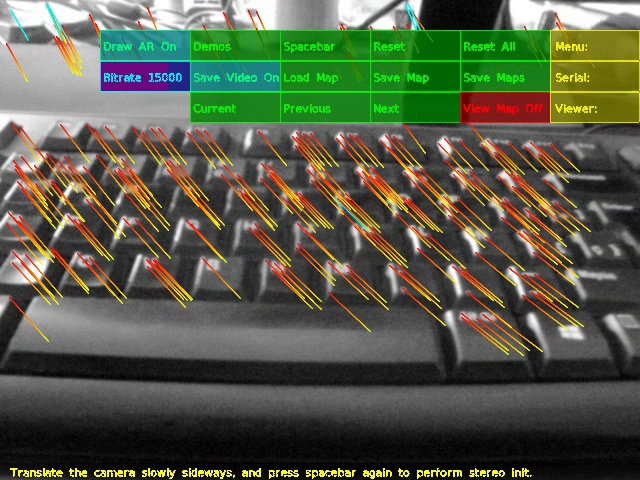 Draw AR On Demos Spacebar Reset Reset All Menu:
Bitrate 15000 Save Video On Load Map Save Map Save Maps Serial:
Current Previous Next View Map Off Viewer:
Translate the camera slowly sideways, and press spacebar again to perform stereo init.